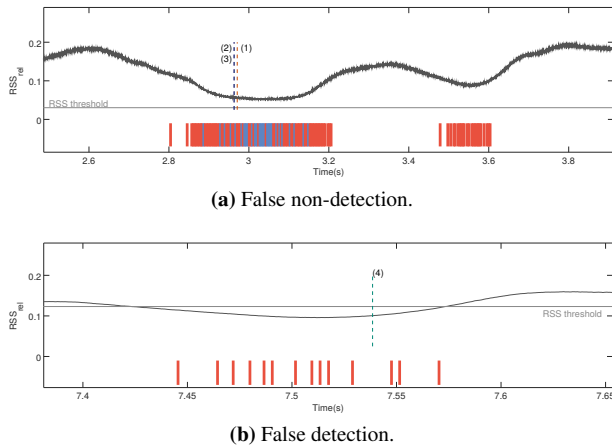 0.2
(2)
(1)
(3)
RSS_rel
0.1
RSS threshold
0
2.6 2.8 3 3.2 3.4 3.6 3.8
Time(s)
(a) False non-detection.
0.2
(4)
RSS_rel
RSS threshold
0.1
0
7.4 7.45 7.5 7.55 7.6 7.65
Time(s)
(b) False detection.